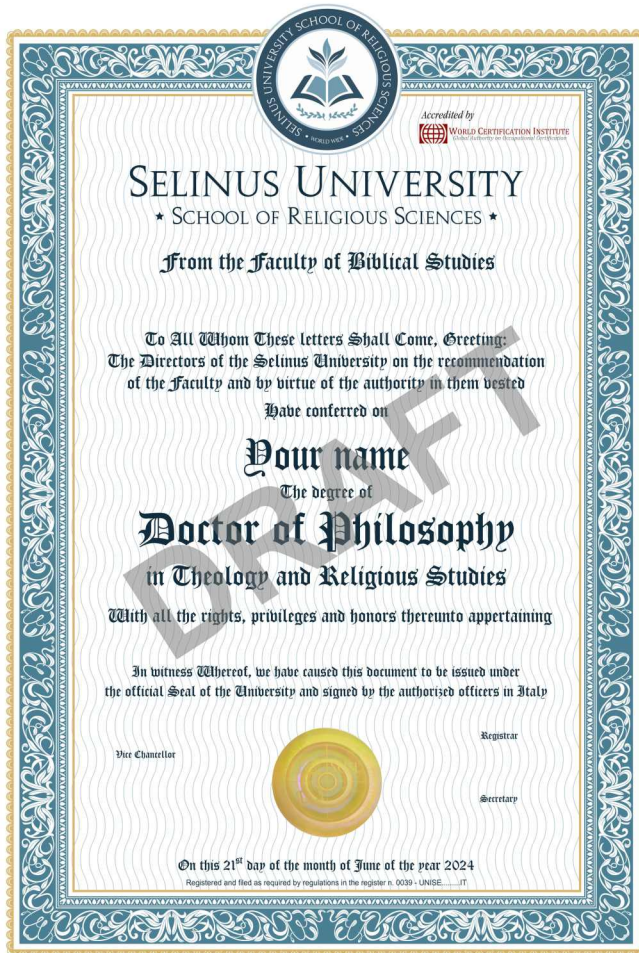 SELINUS UNIVERSITY SCHOOL OF RELIGIOUS SCIENCES
• WORLD WIDE •
Accredited by
WORLD CERTIFICATION INSTITUTE
Global Authority on Occupational Certification
SELINUS UNIVERSITY
★ SCHOOL OF RELIGIOUS SCIENCES ★
From the Faculty of Biblical Studies
To All Whom These letters Shall Come, Greeting:
The Directors of the Selinus University on the recommendation
of the Faculty and by virtue of the authority in them vested
Have conferred on
Your name
The degree of
Doctor of Philosophy
in Theology and Religious Studies
With all the rights, privileges and honors thereunto appertaining
DRAFT
In witness Whereof, we have caused this document to be issued under
the official Seal of the University and signed by the authorized officers in Italy
Registrar
Vice Chancellor
Secretary
On this 21st day of the month of June of the year 2024
Registered and filed as required by regulations in the register n. 0039 - UNISE.........IT